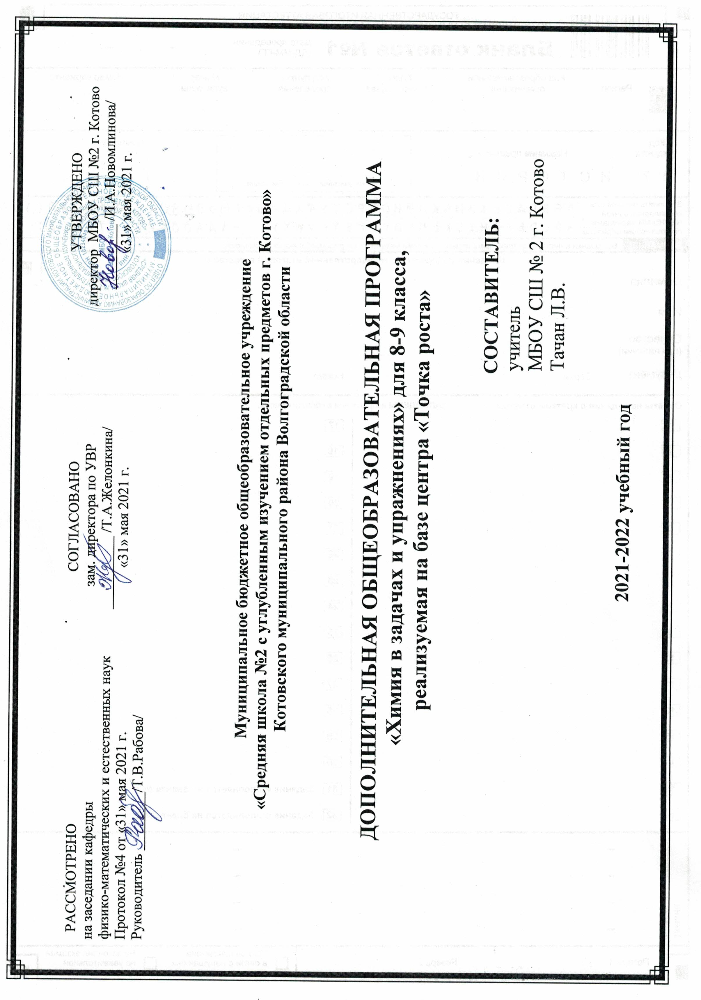 РАССМОТРЕНО
на заседании кафедры
физико-математических и естественных наук
Протокол №4 от «31» мая 2021 г.
Руководитель /Т.В.Рабова/
СОГЛАСОВАНО
зам. директора по УВР
/Т.А.Желонкина/
«31» мая 2021 г.
УТВЕРЖДЕНО
директор МБОУ СШ №2 г. Котово
/И.А.Новомлинова/
«31» мая 2021 г.
Муниципальное бюджетное общеобразовательное учреждение
«Средняя школа №2 с углубленным изучением отдельных предметов г. Котово»
Котовского муниципального района Волгоградской области
ДОПОЛНИТЕЛЬНАЯ ОБЩЕОБРАЗОВАТЕЛЬНАЯ ПРОГРАММА
«Химия в задачах и упражнениях» для 8-9 класса,
реализуемая на базе центра «Точка роста»
СОСТАВИТЕЛЬ:
учитель
МБОУ СШ № 2 г. Котово
Тачан Л.В.
2021-2022 учебный год